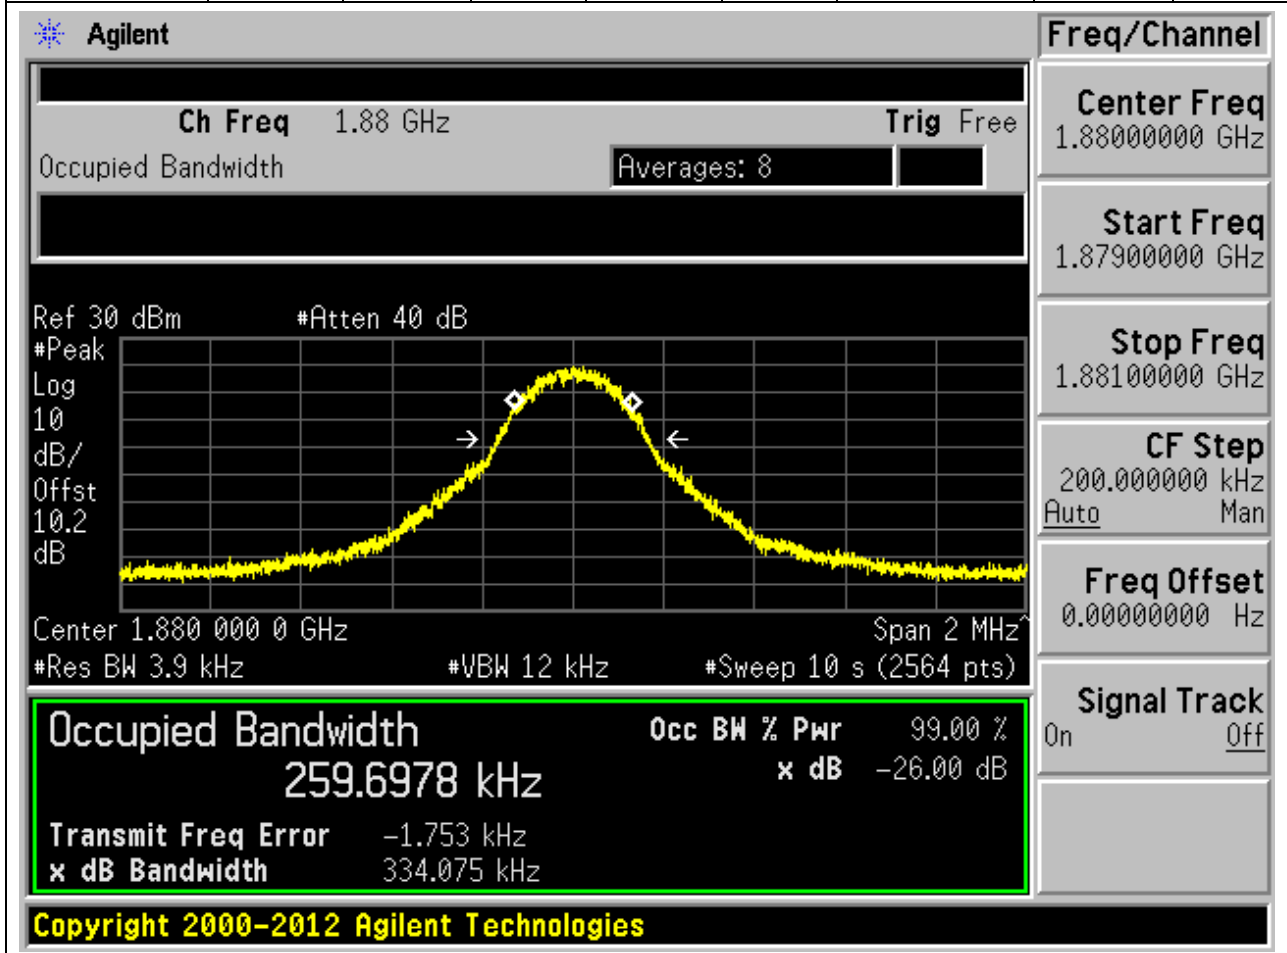 Agilent
Freq/Channel
Ch Freq 1.88 GHz Trig Free
Occupied Bandwidth Averages: 8
Center Freq
1.88000000 GHz
Start Freq
1.87900000 GHz
Stop Freq
1.88100000 GHz
CF Step
200.000000 kHz
Auto Man
Freq Offset
0.00000000 Hz
Signal Track
On Off
Ref 30 dBm #Atten 40 dB
#Peak
Log
10
dB/
Offst
10.2
dB
Center 1.880 000 0 GHz Span 2 MHz^
#Res BW 3.9 kHz #VBW 12 kHz #Sweep 10 s (2564 pts)
Occupied Bandwidth
259.6978 kHz
Occ BW % Pwr 99.00 %
x dB -26.00 dB
Transmit Freq Error -1.753 kHz
x dB Bandwidth 334.075 kHz
Copyright 2000-2012 Agilent Technologies